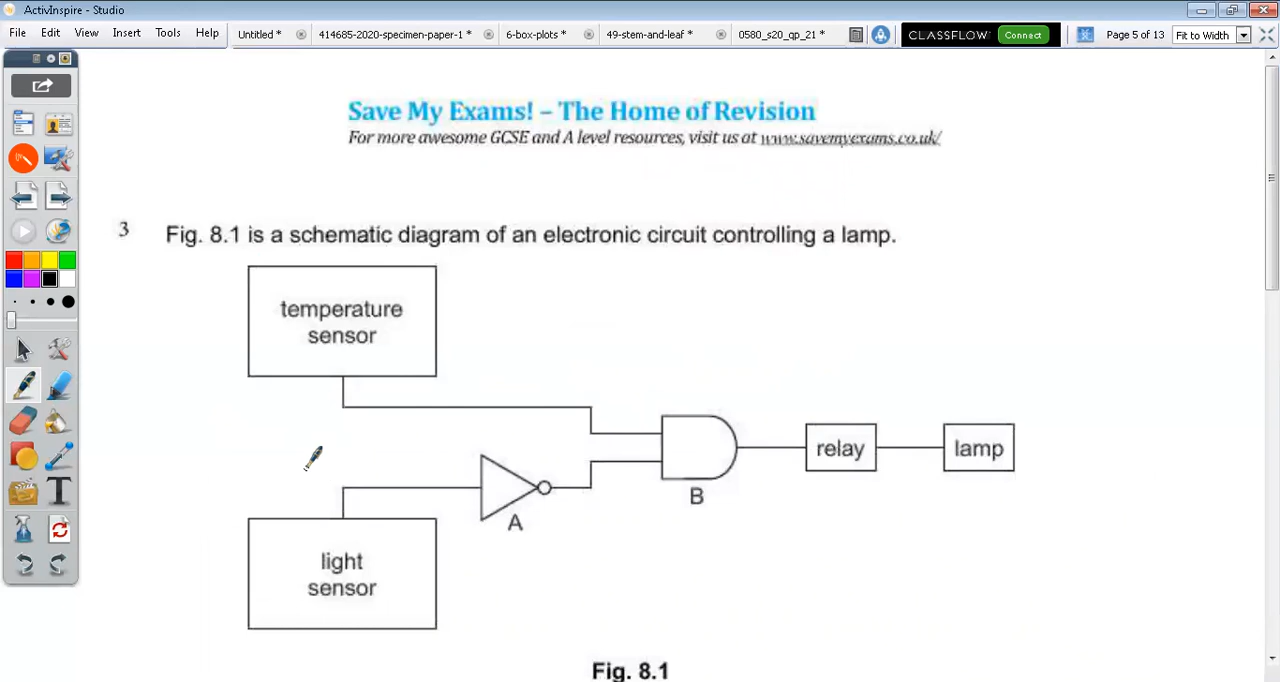 ActivInspire - Studio
File Edit View Insert Tools Help Untitled * 414685-2020-specimen-paper-1 * 6-box-plots * 49-stem-and-leaf * 0580_s20_qp_21 * CLASSFLOW Connect Page 5 of 13 Fit to Width
Save My Exams! – The Home of Revision
For more awesome GCSE and A level resources, visit us at www.savemyexams.co.uk/
3 Fig. 8.1 is a schematic diagram of an electronic circuit controlling a lamp.
temperature
sensor
relay
lamp
B
A
light
sensor
Fig. 8.1